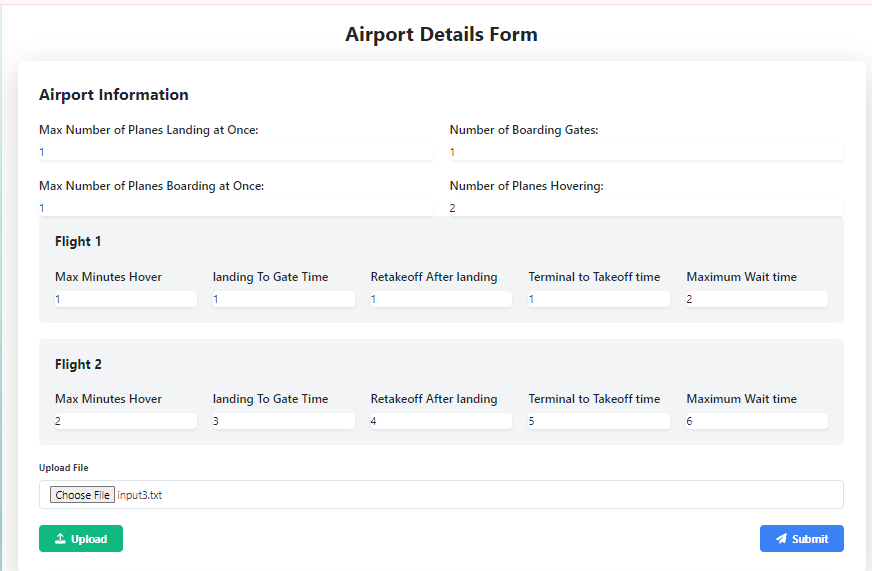 Airport Details Form
Airport Information
Max Number of Planes Landing at Once: Number of Boarding Gates:
1 1
Max Number of Planes Boarding at Once: Number of Planes Hovering:
1 2
Flight 1
Max Minutes Hover landing To Gate Time Retakeoff After landing Terminal to Takeoff time Maximum Wait time
1 1 1 1 2
Flight 2
Max Minutes Hover landing To Gate Time Retakeoff After landing Terminal to Takeoff time Maximum Wait time
2 3 4 5 6
Upload File
Choose File input3.txt
Upload Submit